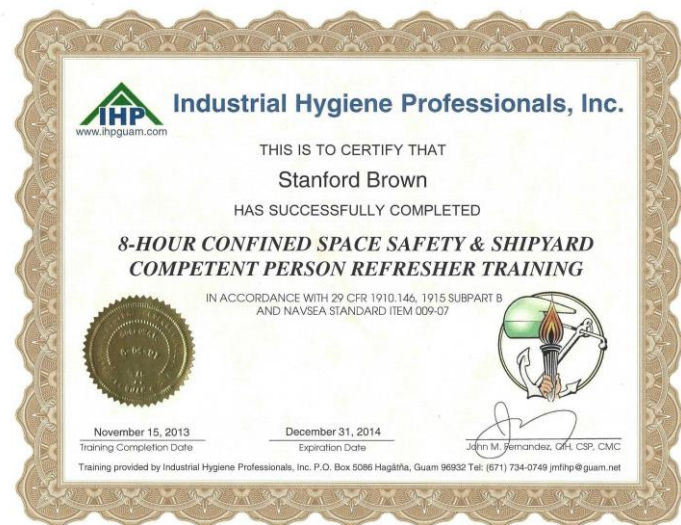 IHP
www.ihpguam.com
Industrial Hygiene Professionals, Inc.
THIS IS TO CERTIFY THAT
Stanford Brown
HAS SUCCESSFULLY COMPLETED
8-HOUR CONFINED SPACE SAFETY & SHIPYARD
COMPETENT PERSON REFRESHER TRAINING
IN ACCORDANCE WITH 29 CFR 1910.146, 1915 SUBPART B
AND NAVSEA STANDARD ITEM 009-07
November 15, 2013
Training Completion Date
December 31, 2014
Expiration Date
John M. Fernandez, CIH, CSP, CMC
Training provided by Industrial Hygiene Professionals, Inc. P.O. Box 5086 Hagåtña, Guam 96932 Tel: (671) 734-0749 jmfihp@guam.net